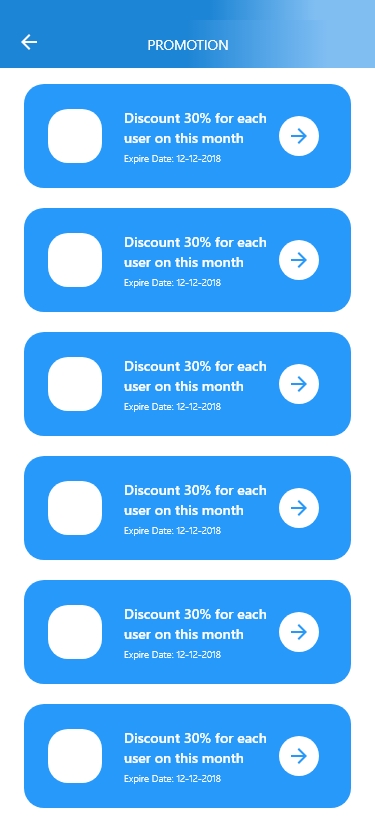 PROMOTION
Discount 30% for each
user on this month
Expire Date: 12-12-2018
Discount 30% for each
user on this month
Expire Date: 12-12-2018
Discount 30% for each
user on this month
Expire Date: 12-12-2018
Discount 30% for each
user on this month
Expire Date: 12-12-2018
Discount 30% for each
user on this month
Expire Date: 12-12-2018
Discount 30% for each
user on this month
Expire Date: 12-12-2018